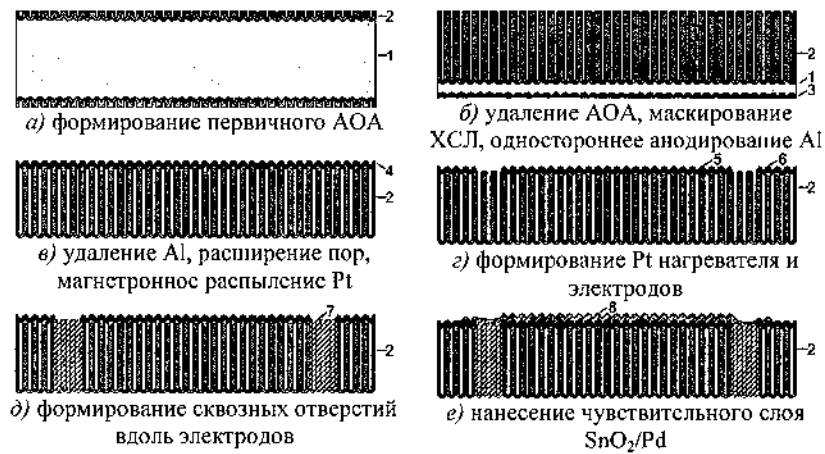 2
1
а) формирование первичного АОА
2
1
3
б) удаление АОА, маскирование
ХСЛ, одностороннее анодирование Al
4
2
в) удаление Al, расширение пор,
магнетронное распыление Pt
5
6
2
г) формирование Pt нагревателя и
электродов
7
2
д) формирование сквозных отверстий
вдоль электродов
8
2
е) нанесение чувствительного слоя
SnO₂/Pd